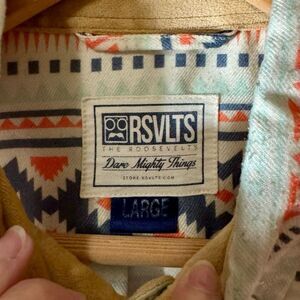 RSVLTS
THE ROOSEVELTS
Dare Mighty Things
STORE.RSVLTS.COM
LARGE